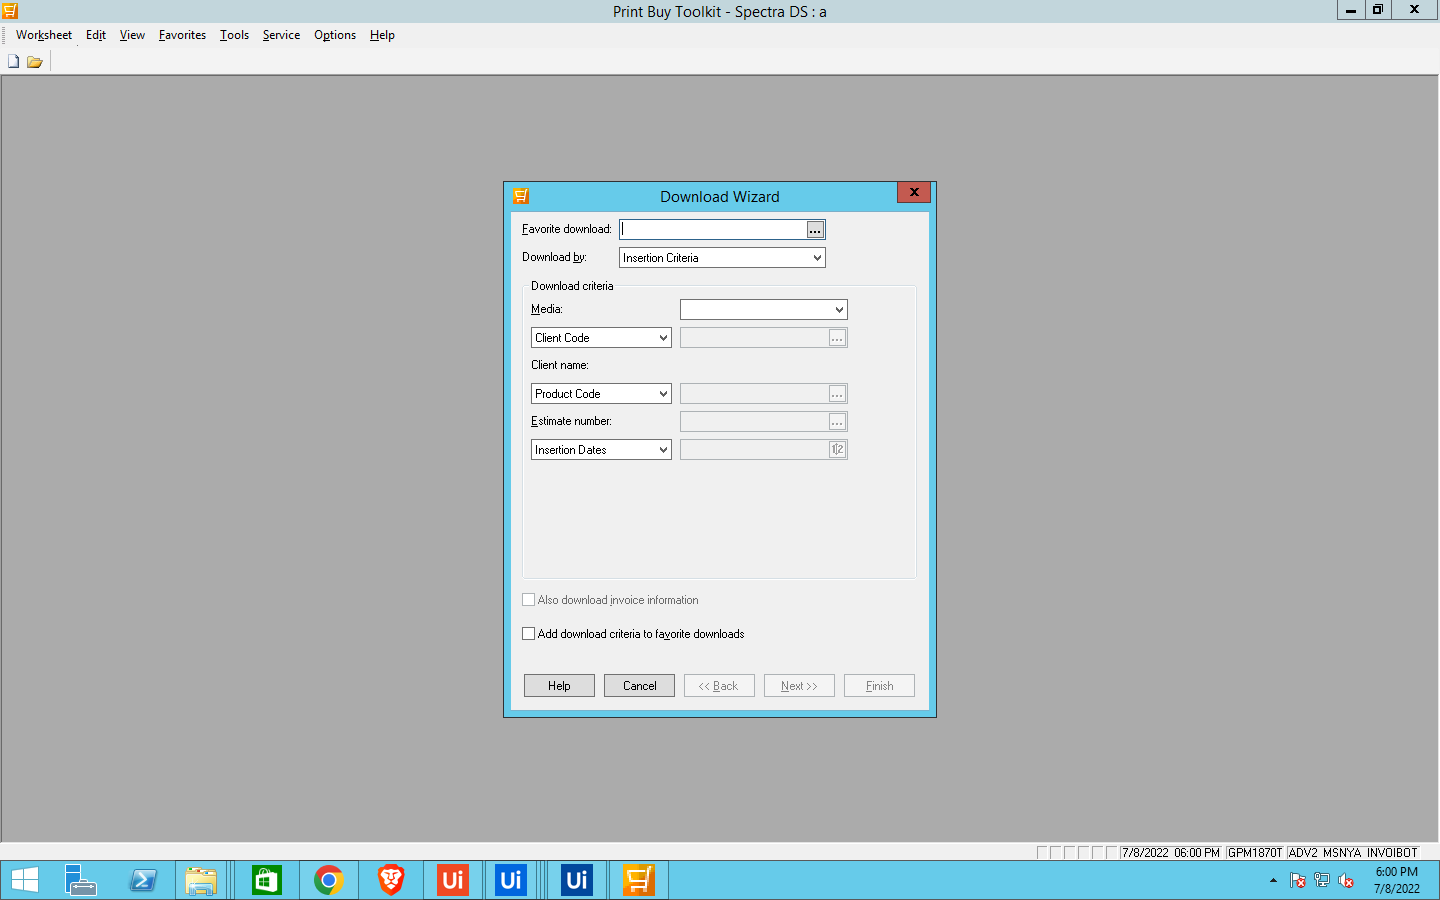 Print Buy Toolkit - Spectra DS : a
Worksheet Edit View Favorites Tools Service Options Help
Download Wizard
Favorite download: ...
Download by: Insertion Criteria
Download criteria
Media:
Client Code ...
Client name:
Product Code ...
Estimate number: ...
Insertion Dates 12
Also download invoice information
Add download criteria to favorite downloads
Help Cancel << Back Next >> Finish
7/8/2022 06:00 PM GPM1870T ADV2 MSNYA INVOIBOT
Ui Ui Ui
6:00 PM
7/8/2022